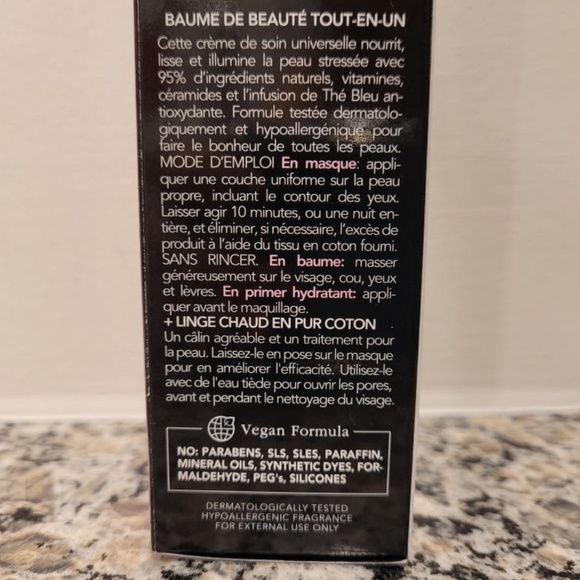 BAUME DE BEAUTÉ TOUT-EN-UN
Cette crème de soin universelle nourrit,
lisse et illumine la peau stressée avec
95% d'ingrédients naturels, vitamines,
céramides et l'infusion de Thé Bleu an-
tioxydante. Formule testée dermatolo-
giquement et hypoallergénique pour
faire le bonheur de toutes les peaux.
MODE D'EMPLOI En masque: appli-
quer une couche uniforme sur la peau
propre, incluant le contour des yeux.
Laisser agir 10 minutes, ou une nuit en-
tière, et éliminer, si nécessaire, l'excès de
produit à l'aide du tissu en coton fourni.
SANS RINCER. En baume: masser
généreusement sur le visage, cou, yeux
et lèvres. En primer hydratant: appli-
quer avant le maquillage.
+ LINGE CHAUD EN PUR COTON
Un câlin agréable et un traitement pour
la peau. Laissez-le en pose sur le masque
pour en améliorer l'efficacité. Utilisez-le
avec de l'eau tiède pour ouvrir les pores,
avant et pendant le nettoyage du visage.
Vegan Formula
NO: PARABENS, SLS, SLES, PARAFFIN,
MINERAL OILS, SYNTHETIC DYES, FOR-
MALDEHYDE, PEG's, SILICONES
DERMATOLOGICALLY TESTED
HYPOALLERGENIC FRAGRANCE
FOR EXTERNAL USE ONLY